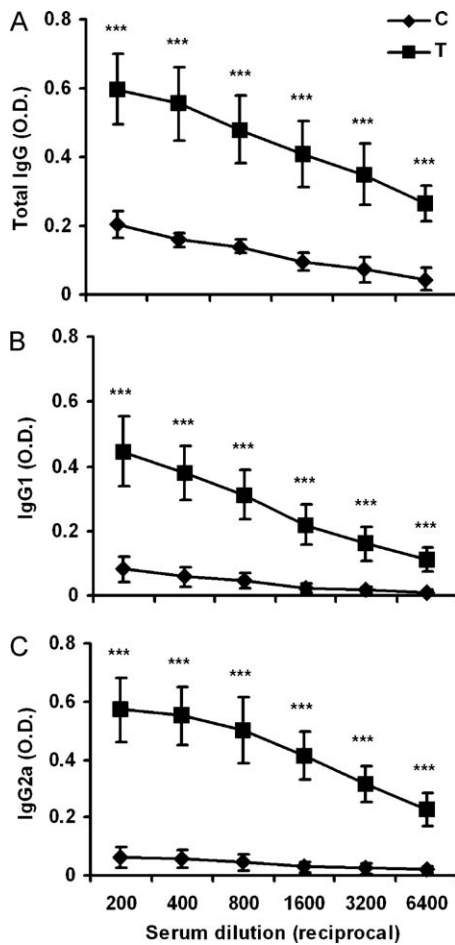 A
C
T
Total IgG (O.D.)
0.8
0.6
0.4
0.2
0
*** *** *** *** *** ***
B
IgG1 (O.D.)
0.8
0.6
0.4
0.2
0
*** *** *** *** *** ***
C
IgG2a (O.D.)
0.8
0.6
0.4
0.2
0
*** *** *** *** *** ***
200 400 800 1600 3200 6400
Serum dilution (reciprocal)